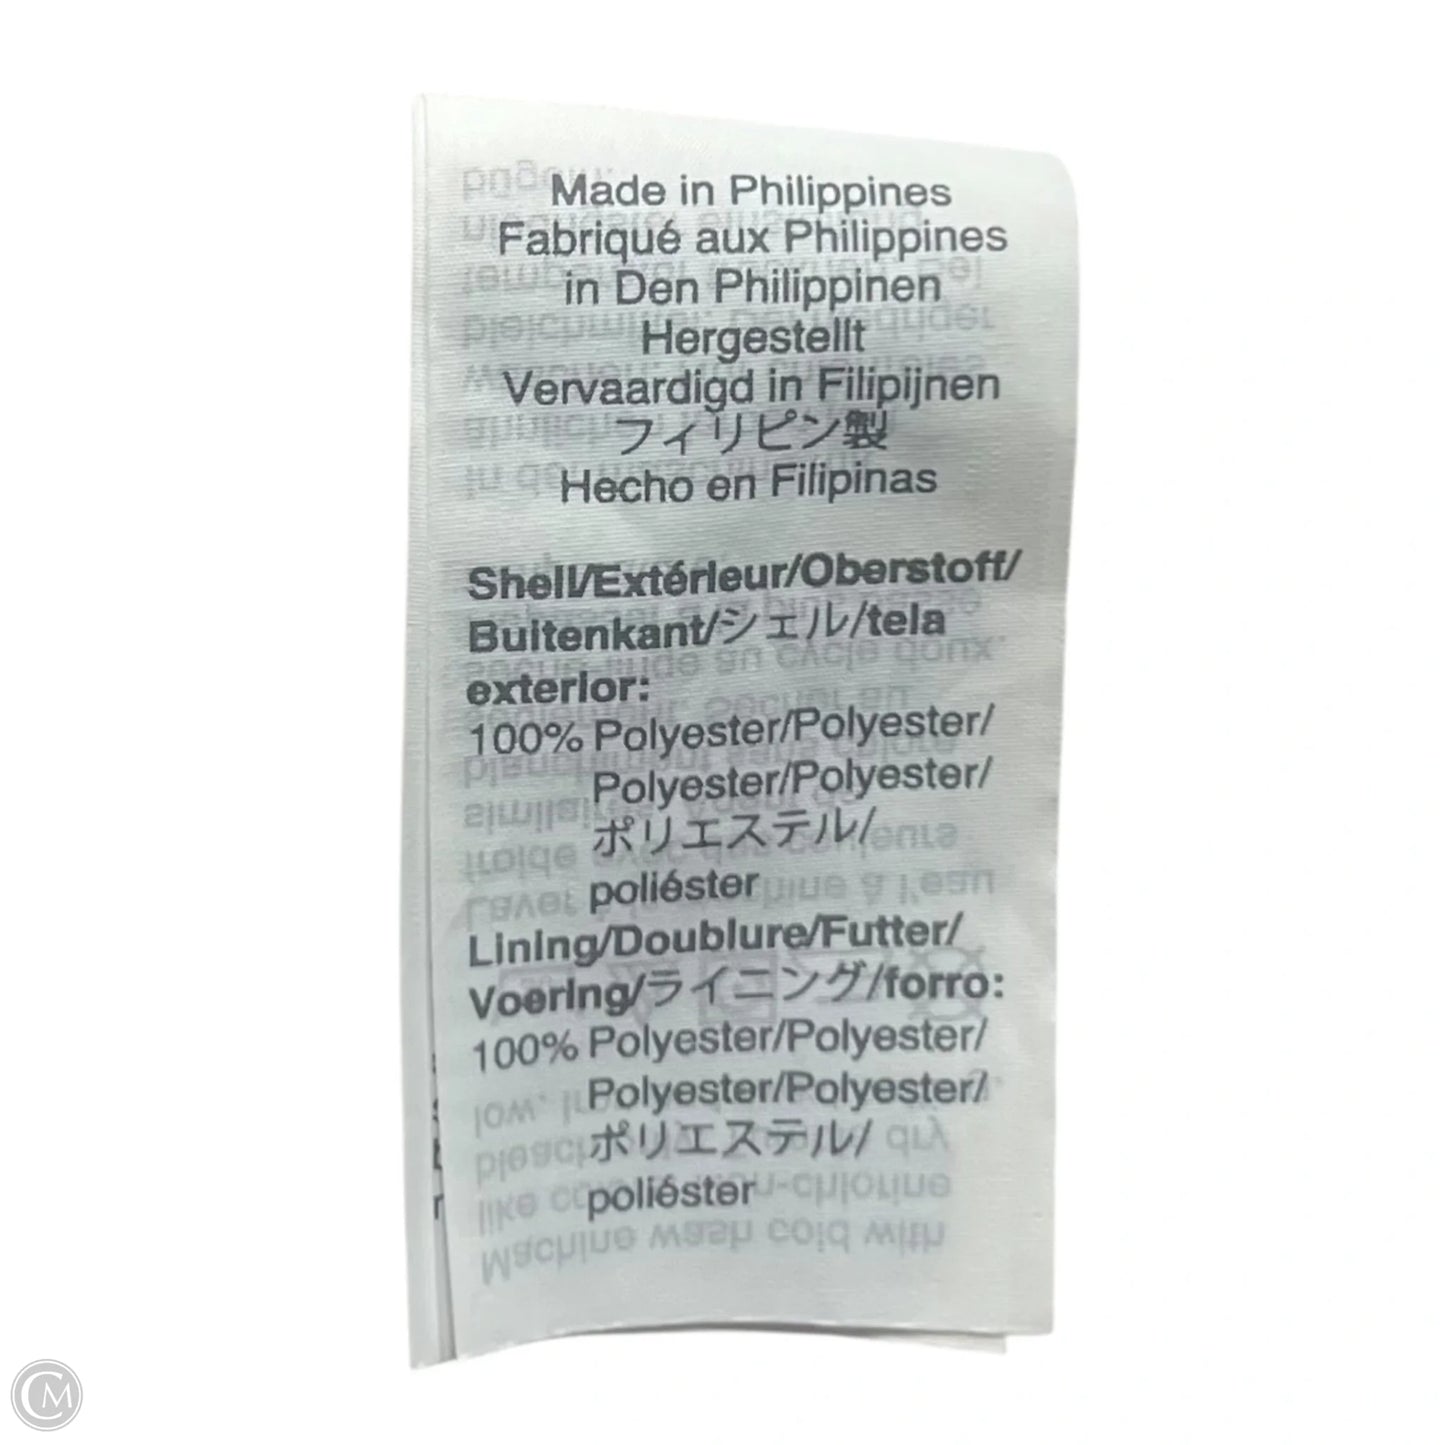 Made in Philippines
Fabriqué aux Philippines
in Den Philippinen
Hergestellt
Vervaardigd in Filipijnen
フィリピン製
Hecho en Filipinas
Shell/Extérieur/Oberstoff/
Buitenkant/シェル/tela
exterior:
100% Polyester/Polyester/
Polyester/Polyester/
ポリエステル/
poliéster
Lining/Doublure/Futter/
Voering/ライニング/forro:
100% Polyester/Polyester/
Polyester/Polyester/
ポリエステル/
poliéster
CM